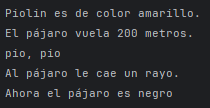 Piolin es de color amarillo.
El pájaro vuela 200 metros.
pio, pio
Al pájaro le cae un rayo.
Ahora el pájaro es negro